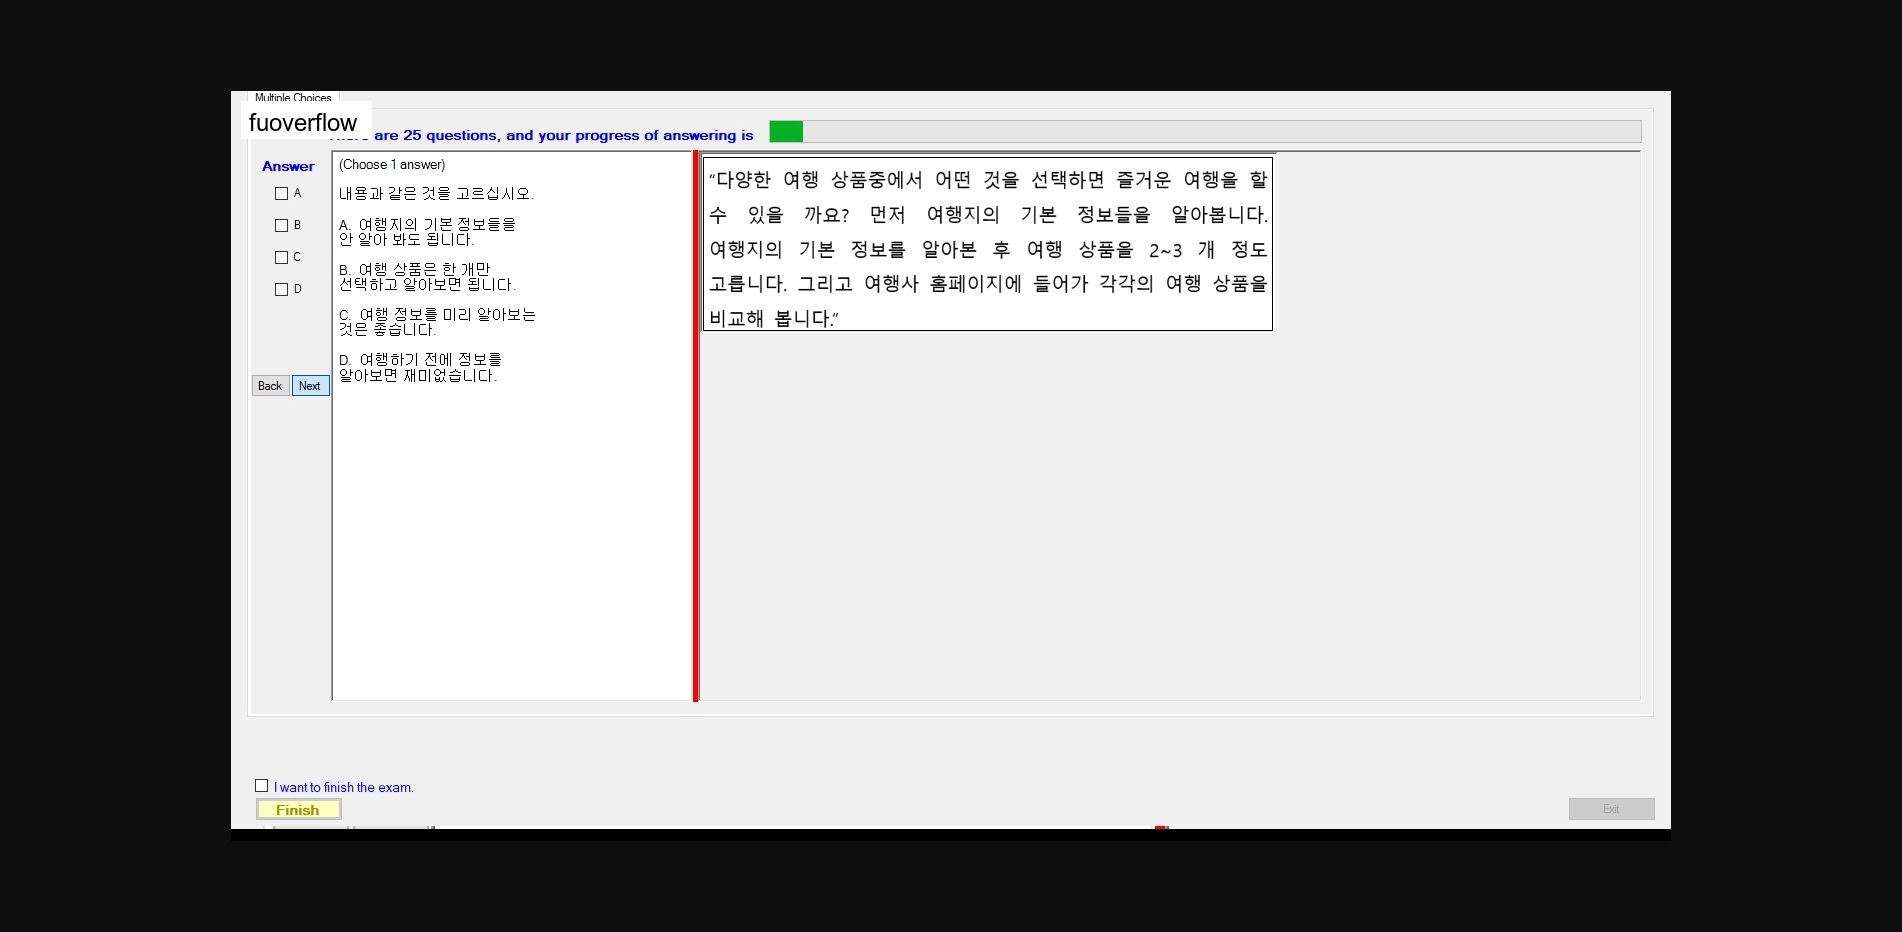 Multiple Choices
fuoverflow
are 25 questions, and your progress of answering is
Answer
A
B
C
D
Back Next
(Choose 1 answer)
내용과 같은 것을 고르십시오.
A. 여행지의 기본 정보들을
안 알아 봐도 됩니다.
B. 여행 상품은 한 개만
선택하고 알아보면 됩니다.
C. 여행 정보를 미리 알아보는
것은 좋습니다.
D. 여행하기 전에 정보를
알아보면 재미없습니다.
"다양한 여행 상품중에서 어떤 것을 선택하면 즐거운 여행을 할
수 있을 까요? 먼저 여행지의 기본 정보들을 알아봅니다.
여행지의 기본 정보를 알아본 후 여행 상품을 2~3 개 정도
고릅니다. 그리고 여행사 홈페이지에 들어가 각각의 여행 상품을
비교해 봅니다."
I want to finish the exam.
Finish
Exit